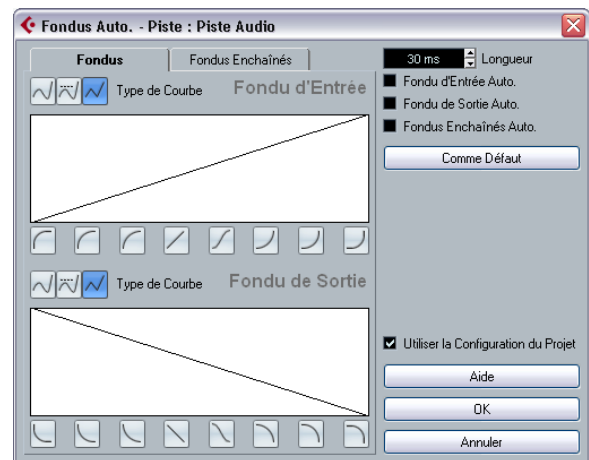 Fondus Auto. - Piste : Piste Audio
Fondus
Fondus Enchaînés
Type de Courbe
Fondu d'Entrée
Type de Courbe
Fondu de Sortie
30 ms
Longueur
Fondu d'Entrée Auto.
Fondu de Sortie Auto.
Fondus Enchaînés Auto.
Comme Défaut
Utiliser la Configuration du Projet
Aide
OK
Annuler